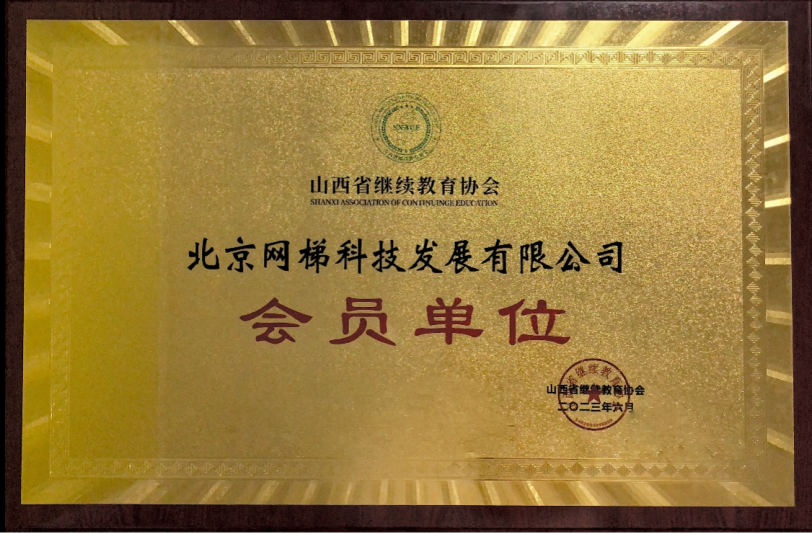 山西省继续教育协会
SHANXI ASSOCIATION OF CONTINUINGE EDUCATION
北京网梯科技发展有限公司
会员单位
山西省继续教育协会
二〇二三年六月